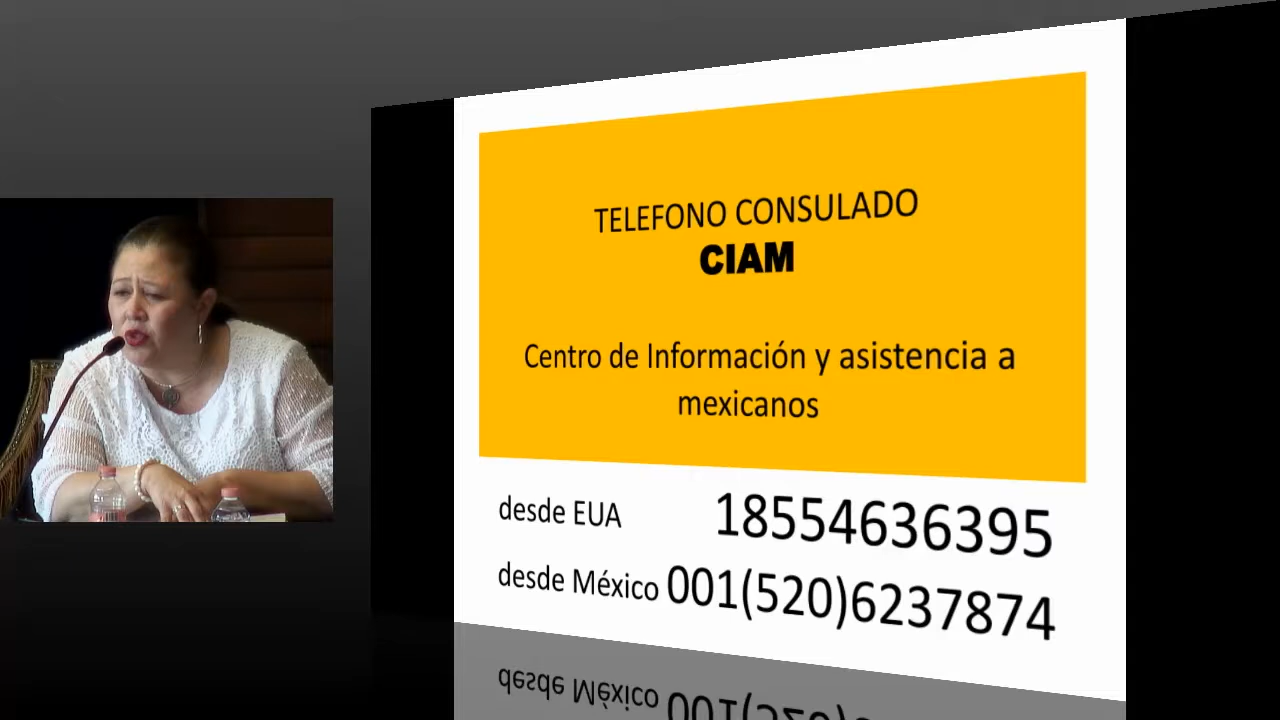 TELEFONO CONSULADO
CIAM
Centro de Información y asistencia a
mexicanos
desde EUA 18554636395
desde México 001(520)6237874